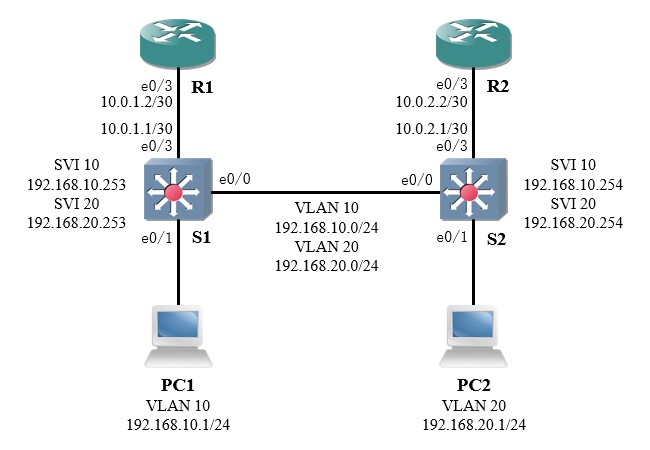 e0/3
R1
10.0.1.2/30
10.0.1.1/30
e0/3
SVI 10
192.168.10.253
SVI 20
192.168.20.253
e0/0
S1
e0/1
VLAN 10
192.168.10.0/24
VLAN 20
192.168.20.0/24
e0/3
R2
10.0.2.2/30
10.0.2.1/30
e0/3
e0/0
SVI 10
192.168.10.254
SVI 20
192.168.20.254
e0/1
S2
PC1
VLAN 10
192.168.10.1/24
PC2
VLAN 20
192.168.20.1/24